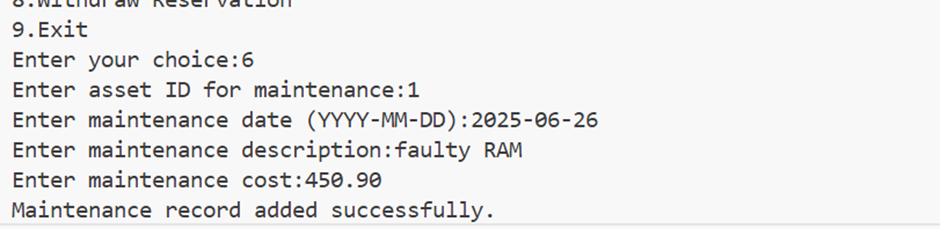 8.Withdraw Reservation
9.Exit
Enter your choice:6
Enter asset ID for maintenance:1
Enter maintenance date (YYYY-MM-DD):2025-06-26
Enter maintenance description:faulty RAM
Enter maintenance cost:450.90
Maintenance record added successfully.